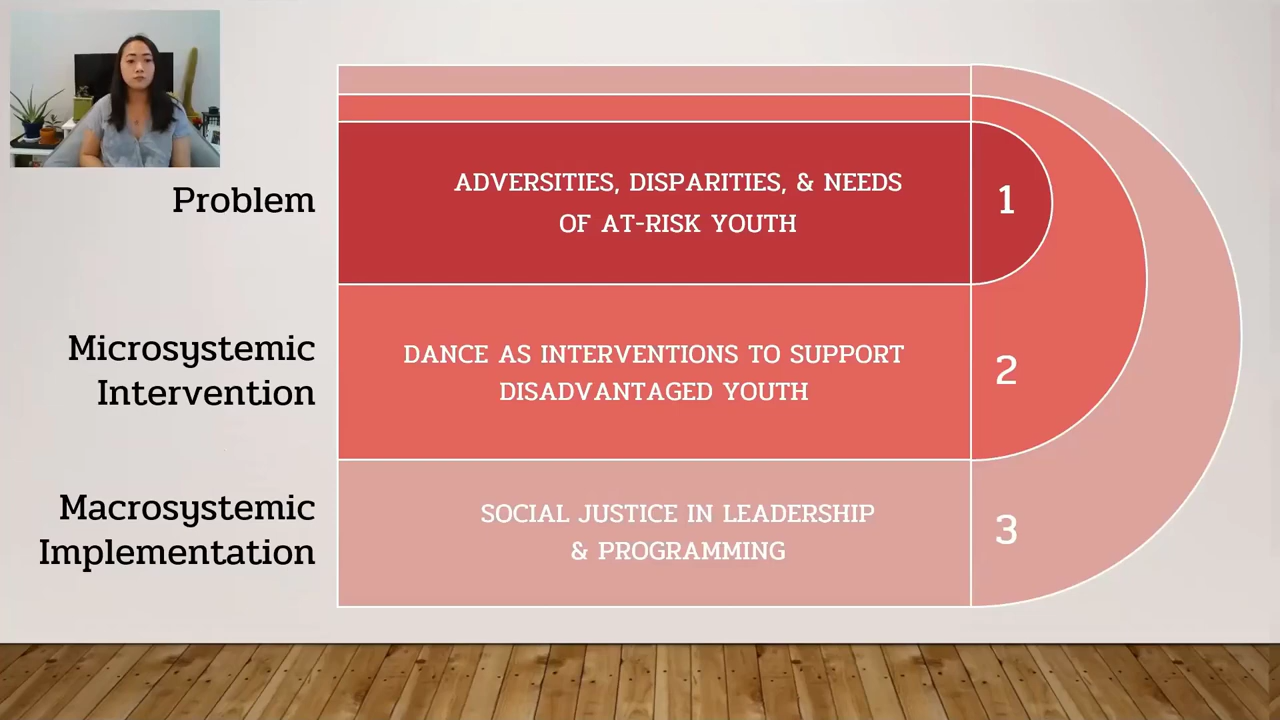 Problem
ADVERSITIES, DISPARITIES, & NEEDS
OF AT-RISK YOUTH
1
Microsystemic
Intervention
DANCE AS INTERVENTIONS TO SUPPORT
DISADVANTAGED YOUTH
2
Macrosystemic
Implementation
SOCIAL JUSTICE IN LEADERSHIP
& PROGRAMMING
3